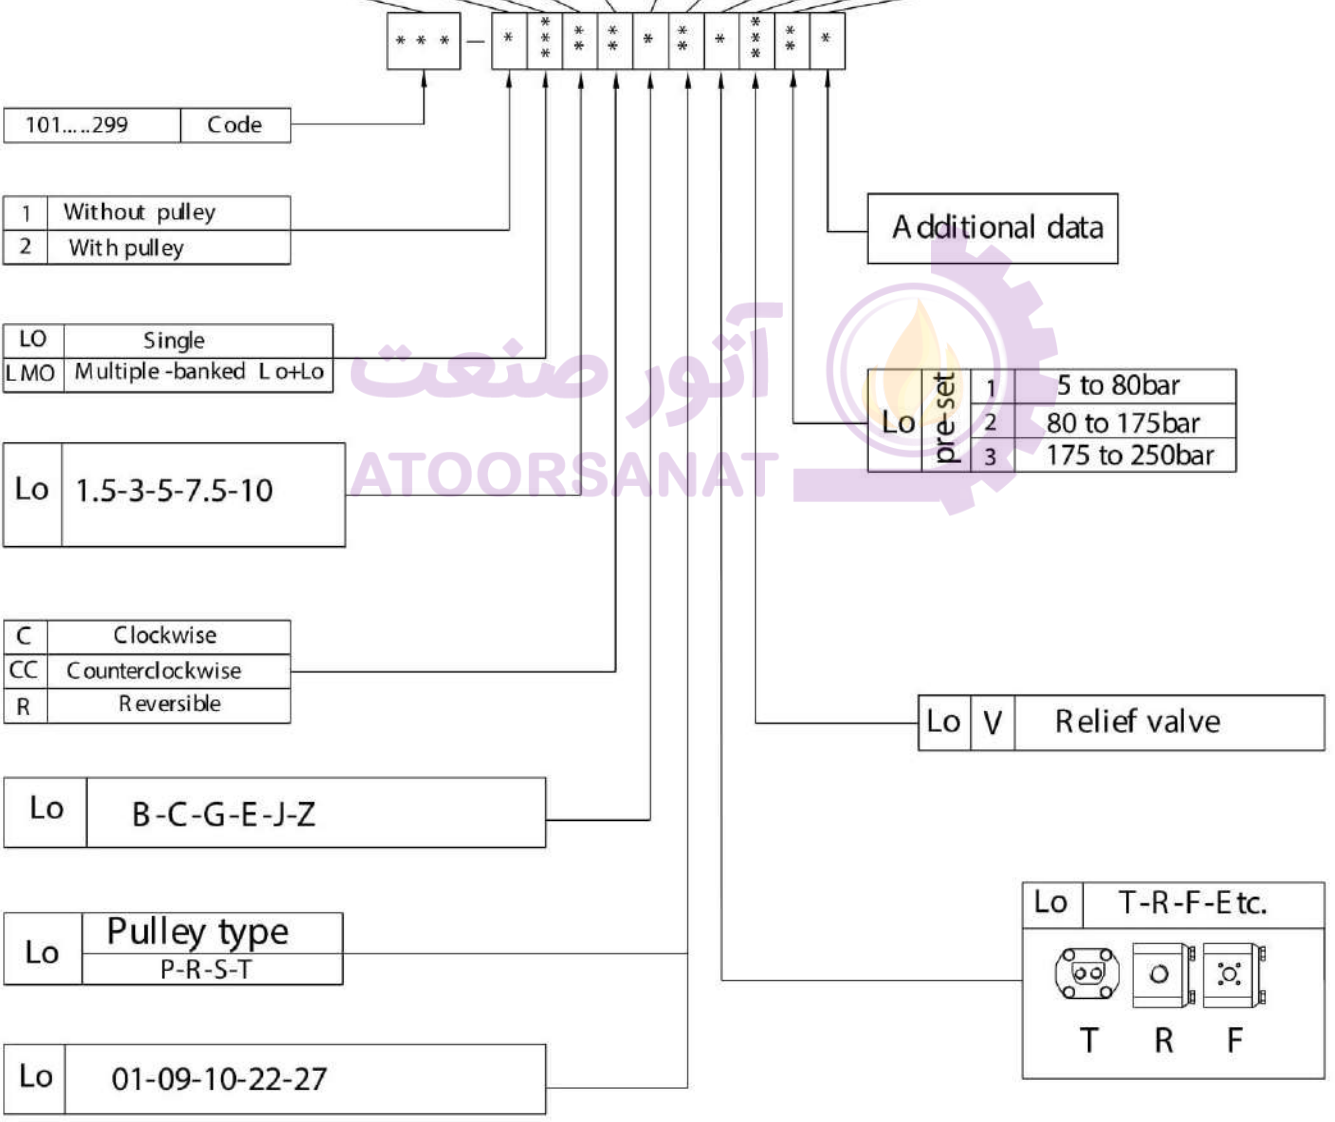 * * * — * *** ** ** * ** * *** ** *
101.....299 Code
1 Without pulley
2 With pulley
LO Single
LMO Multiple-banked Lo+Lo
Lo 1.5-3-5-7.5-10
C Clockwise
CC Counterclockwise
R Reversible
Lo B-C-G-E-J-Z
Lo Pulley type
P-R-S-T
Lo 01-09-10-22-27
Additional data
آتور صنعت
ATOORSANAT
Lo pre-set 1 5 to 80bar
2 80 to 175bar
3 175 to 250bar
Lo V Relief valve
Lo T-R-F-Etc.
T R F